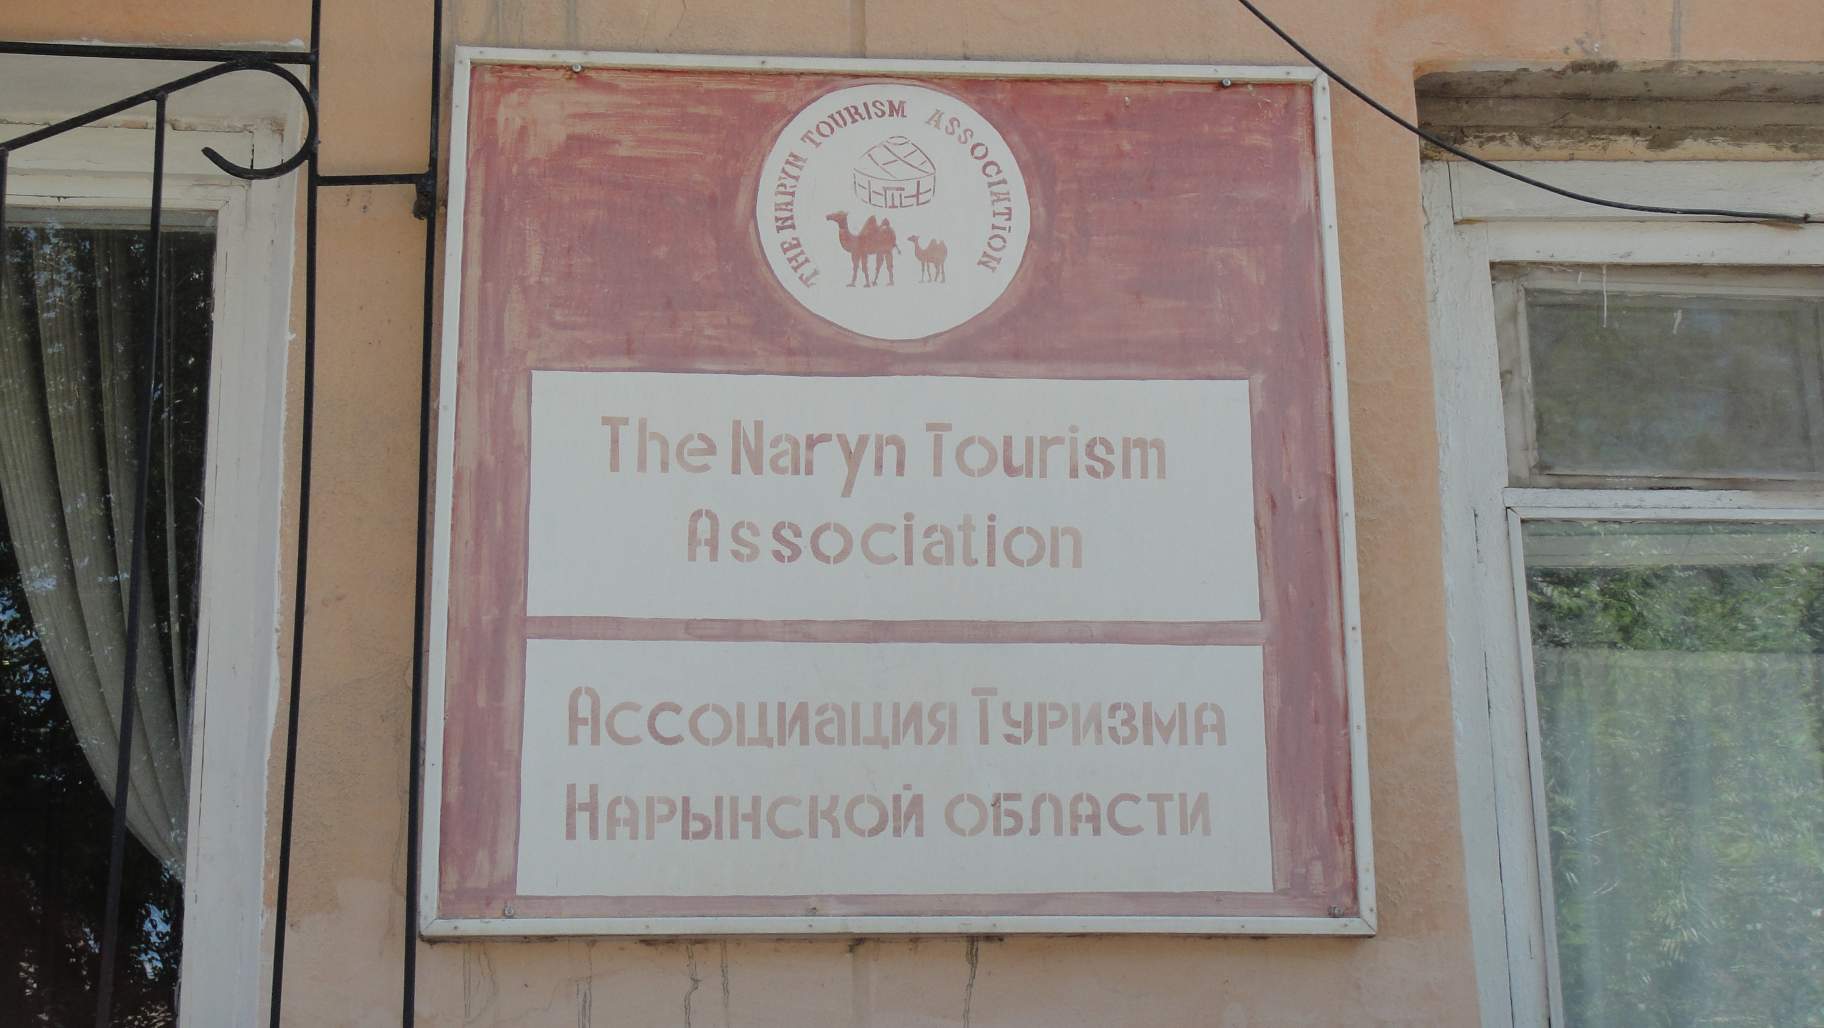 THE NARYN TOURISM ASSOCIATION
The Naryn Tourism
Association
Ассоциация Туризма
Нарынской области